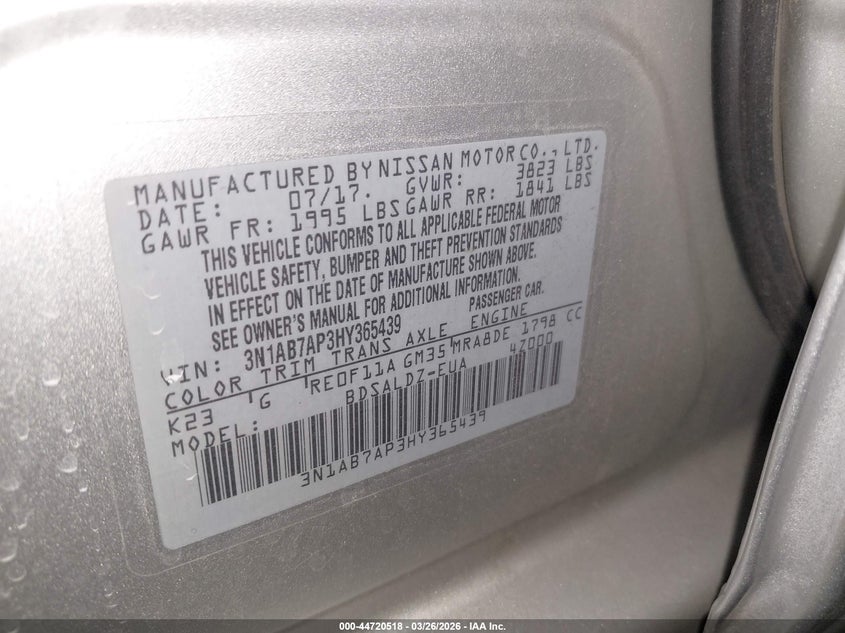 MANUFACTURED BY NISSAN MOTOR CO., LTD.
DATE: 07/17. GVWR: 3823 LBS
GAWR FR: 1995 LBS GAWR RR: 1841 LBS
THIS VEHICLE CONFORMS TO ALL APPLICABLE FEDERAL MOTOR
VEHICLE SAFETY, BUMPER AND THEFT PREVENTION STANDARDS
IN EFFECT ON THE DATE OF MANUFACTURE SHOWN ABOVE.
SEE OWNER'S MANUAL FOR ADDITIONAL INFORMATION.
VIN: 3N1AB7AP3HY365439 PASSENGER CAR.
COLOR TRIM TRANS AXLE ENGINE
K23 'G 'RE0F11A GM35'MRA8DE 1798 CC
MODEL: BDSALDZ-EUA 4Z000
3N1AB7AP3HY365439
000-44720518 | 03/26/2026 - IAA Inc.